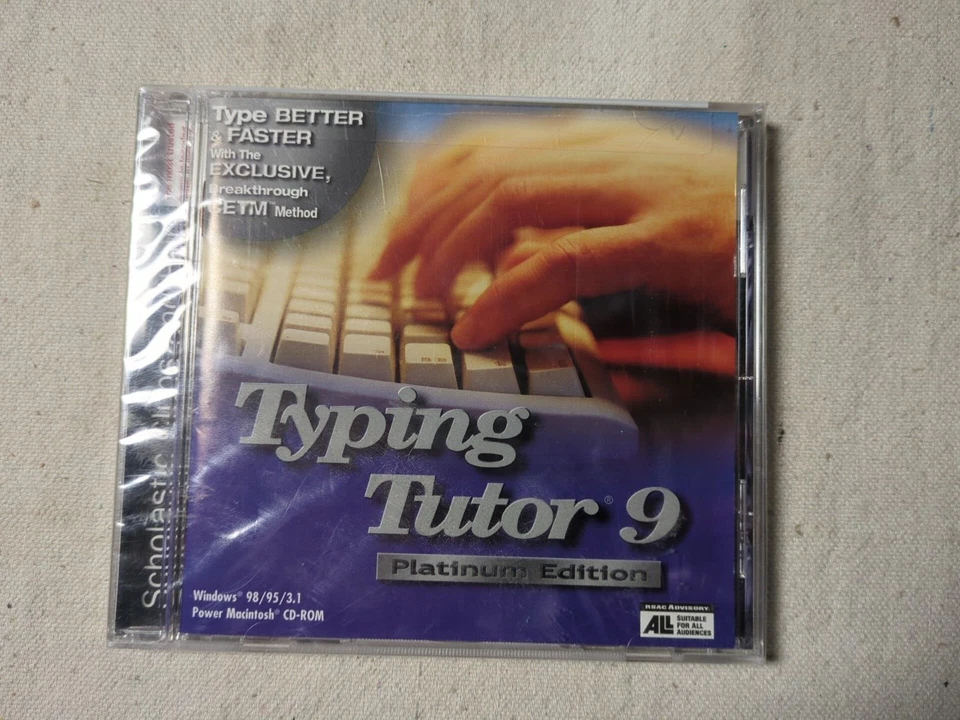 Type BETTER
& FASTER
With The
EXCLUSIVE,
Breakthrough
CETM™ Method
Typing
Tutor® 9
Platinum Edition
Windows® 98/95/3.1
Power Macintosh® CD-ROM
RSAC ADVISORY
ALL SUITABLE
FOR ALL
AUDIENCES
Scholastic